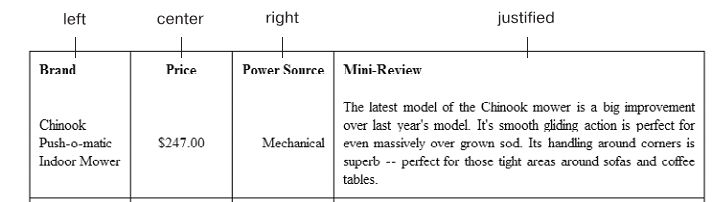 left center right justified
Brand Price Power Source Mini-Review
Chinook
Push-o-matic
Indoor Mower
$247.00
Mechanical
The latest model of the Chinook mower is a big improvement
over last year's model. It's smooth gliding action is perfect for
even massively over grown sod. Its handling around corners is
superb -- perfect for those tight areas around sofas and coffee
tables.